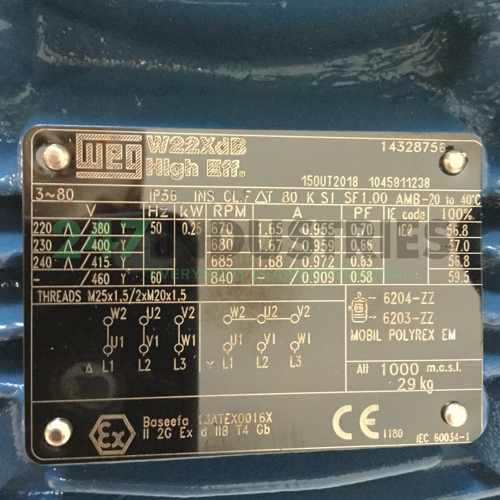 WEG W22Xdb
High Eff. 14328756
15OUT2018 1045911238
3~80 IP56 INS CL.F ΔT 80 K S1 SF1.00 AMB-20 to 40°C
V Hz kW RPM A PF IE code 100%
220 Δ / 380 Y 50 0.25 670 1.65 / 0.955 0.70 IE2 56.8
230 Δ / 400 Y 680 1.67 / 0.959 0.66 57.0
240 Δ / 415 Y 685 1.68 / 0.972 0.63 56.8
- / 460 Y 60 840 - / 0.909 0.58 59.5
THREADS M25x1,5/2xM20x1,5
W2 U2 V2 W2 U2 V2
U1 V1 W1 U1 V1 W1
Δ L1 L2 L3 Y L1 L2 L3
6204-ZZ
6203-ZZ
MOBIL POLYREX EM
Alt 1000 m.a.s.l.
29kg
Ex Baseefa 13ATEX0016X
II 2G Ex d IIB T4 Gb
CE 1180 IEC 60034-1